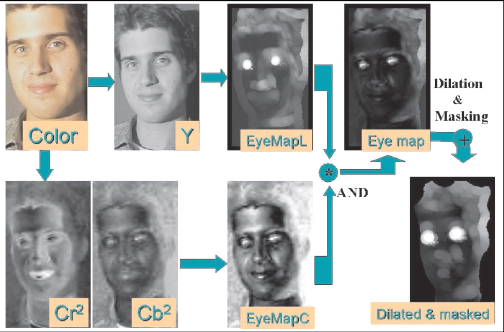 Color
Y
EyeMapL
Eye map
Dilation
&
Masking
+
*
AND
Cr²
Cb²
EyeMapC
Dilated & masked